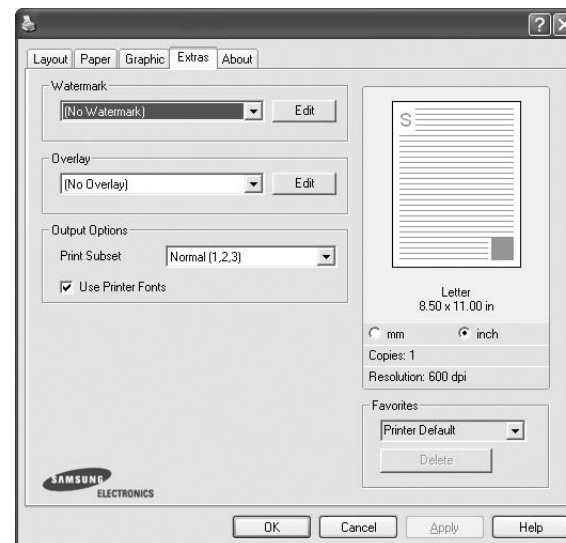 Layout Paper Graphic Extras About
Watermark
(No Watermark) Edit
Overlay
(No Overlay) Edit
Output Options
Print Subset Normal (1,2,3)
Use Printer Fonts
S
Letter
8.50 x 11.00 in
mm inch
Copies: 1
Resolution: 600 dpi
Favorites
Printer Default
Delete
SAMSUNG
ELECTRONICS
OK Cancel Apply Help